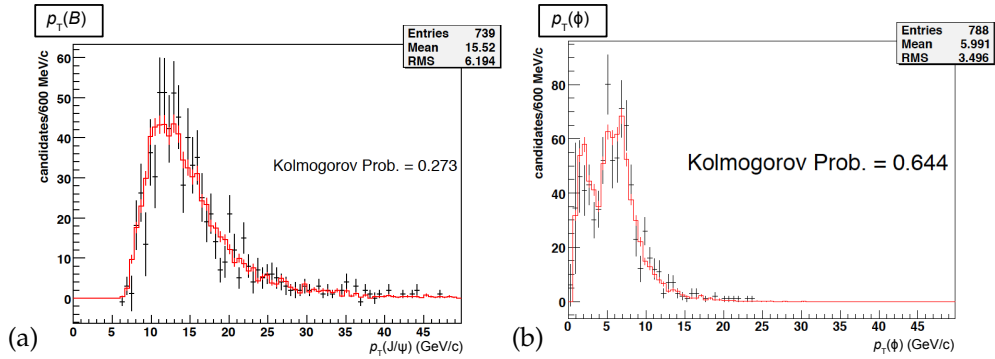 p_T(B)
Entries 739
Mean 15.52
RMS 6.194
candidates/600 MeV/c
60
50
40
30
20
10
0
Kolmogorov Prob. = 0.273
0 5 10 15 20 25 30 35 40 45
p_T(J/ψ) (GeV/c)
(a)
p_T(ϕ)
Entries 788
Mean 5.991
RMS 3.496
candidates/600 MeV/c
80
60
40
20
0
Kolmogorov Prob. = 0.644
0 5 10 15 20 25 30 35 40 45
p_T(ϕ) (GeV/c)
(b)